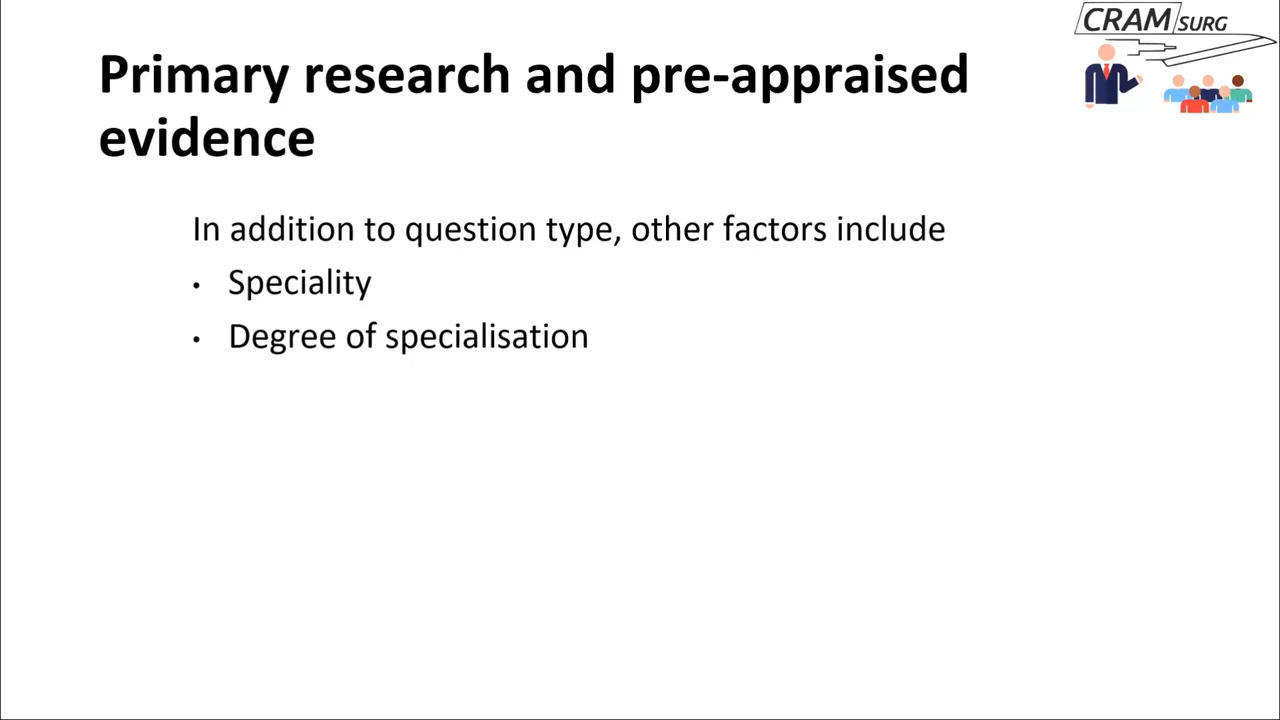 CRAM SURG
Primary research and pre-appraised
evidence
In addition to question type, other factors include
• Speciality
• Degree of specialisation